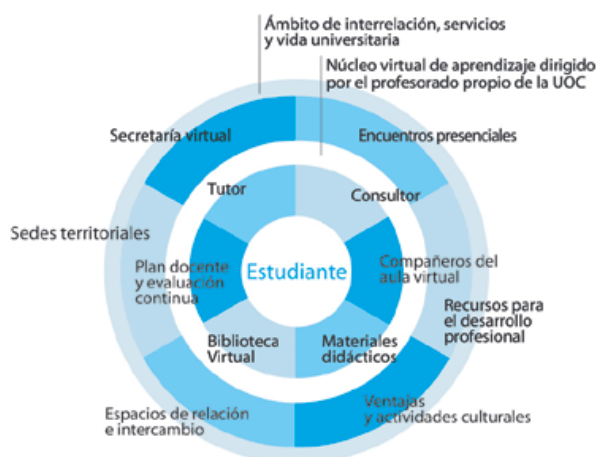 Ámbito de interrelación, servicios
y vida universitaria
Núcleo virtual de aprendizaje dirigido
por el profesorado propio de la UOC
Secretaría virtual
Encuentros presenciales
Tutor
Consultor
Sedes territoriales
Plan docente
y evaluación
continua
Estudiante
Compañeros del
aula virtual
Recursos para
el desarrollo
profesional
Biblioteca
Virtual
Materiales
didácticos
Espacios de relación
e intercambio
Ventajas
y actividades culturales